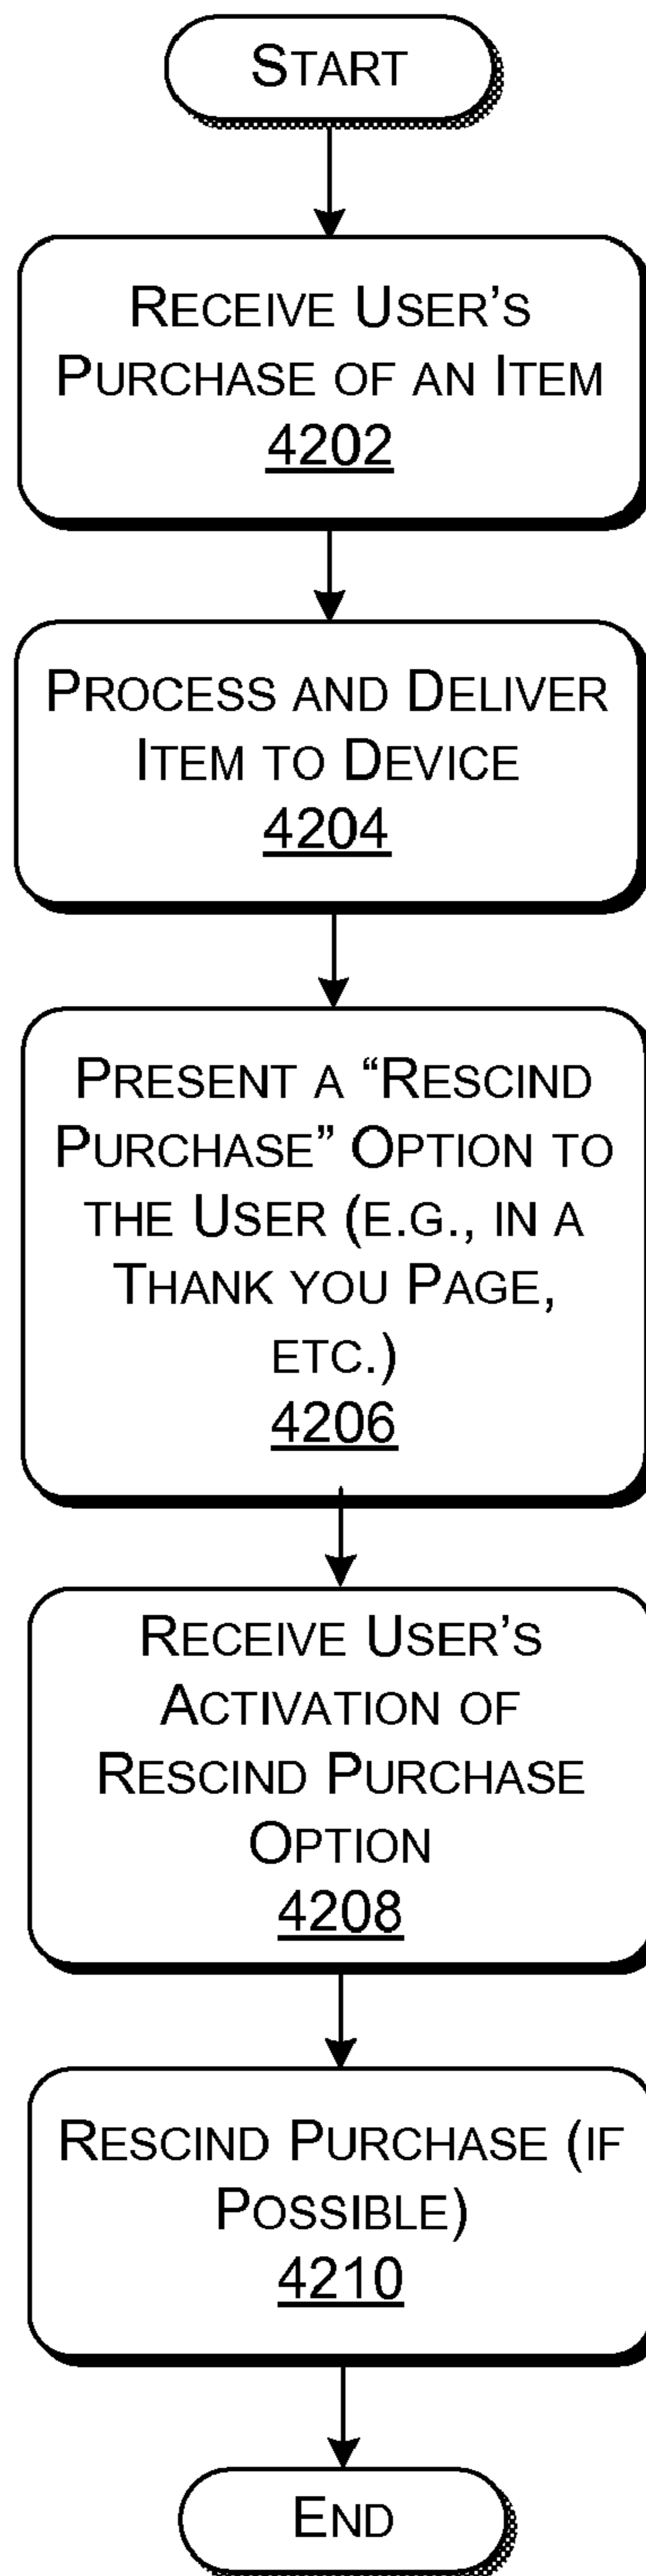 START
RECEIVE USER'S
PURCHASE OF AN ITEM
4202
PROCESS AND DELIVER
ITEM TO DEVICE
4204
PRESENT A “RESCIND
PURCHASE” OPTION TO
THE USER (E.G., IN A
THANK YOU PAGE,
ETC.)
4206
RECEIVE USER'S
ACTIVATION OF
RESCIND PURCHASE
OPTION
4208
RESCIND PURCHASE (IF
POSSIBLE)
4210
END